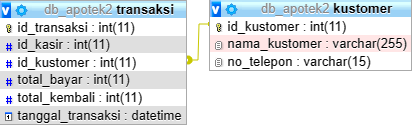 db_apotek2 transaksi
id_transaksi : int(11)
id_kasir : int(11)
id_kustomer : int(11)
total_bayar : int(11)
total_kembali : int(11)
tanggal_transaksi : datetime
db_apotek2 kustomer
id_kustomer : int(11)
nama_kustomer : varchar(255)
no_telepon : varchar(15)